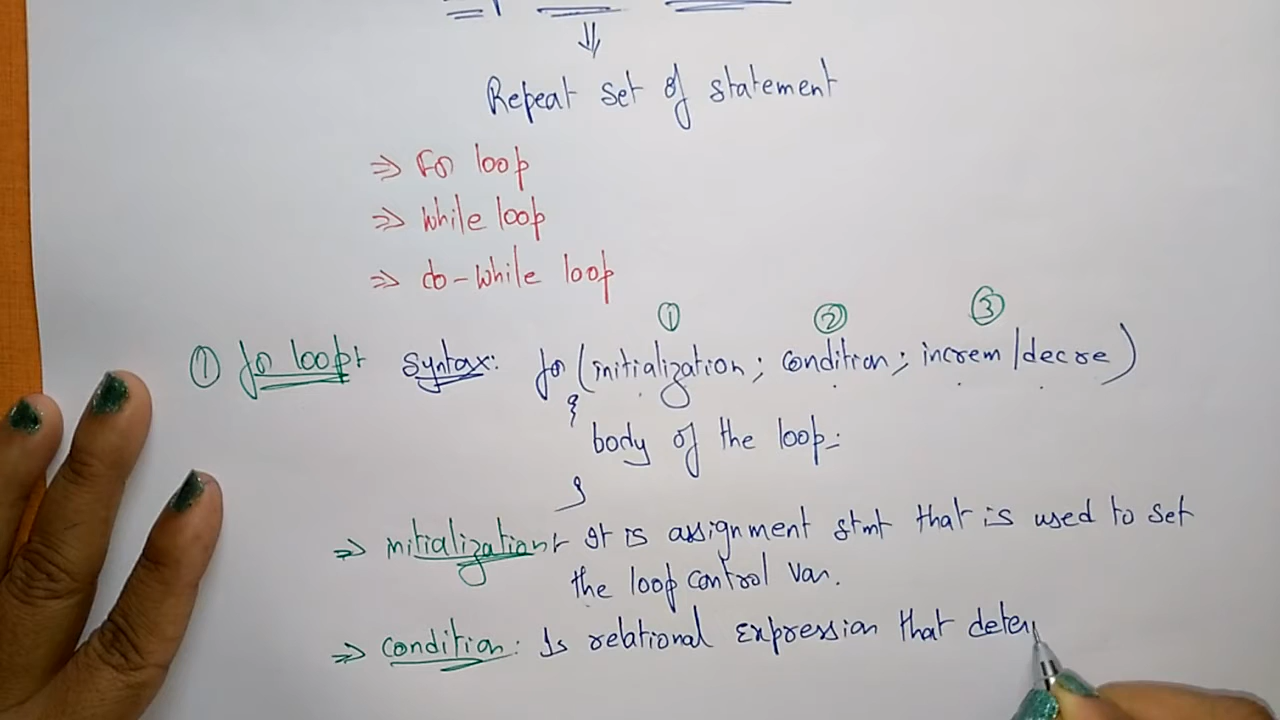 Repeat set of statement
⇒ For loop
⇒ while loop
⇒ do-while loop
① ② ③
① for loop:- Syntax: for (initialization; condition; increm/decre)
{
body of the loop.
}
⇒ initialization:- It is assignment stmt that is used to set
the loop control var.
⇒ condition: Is relational expression that deter